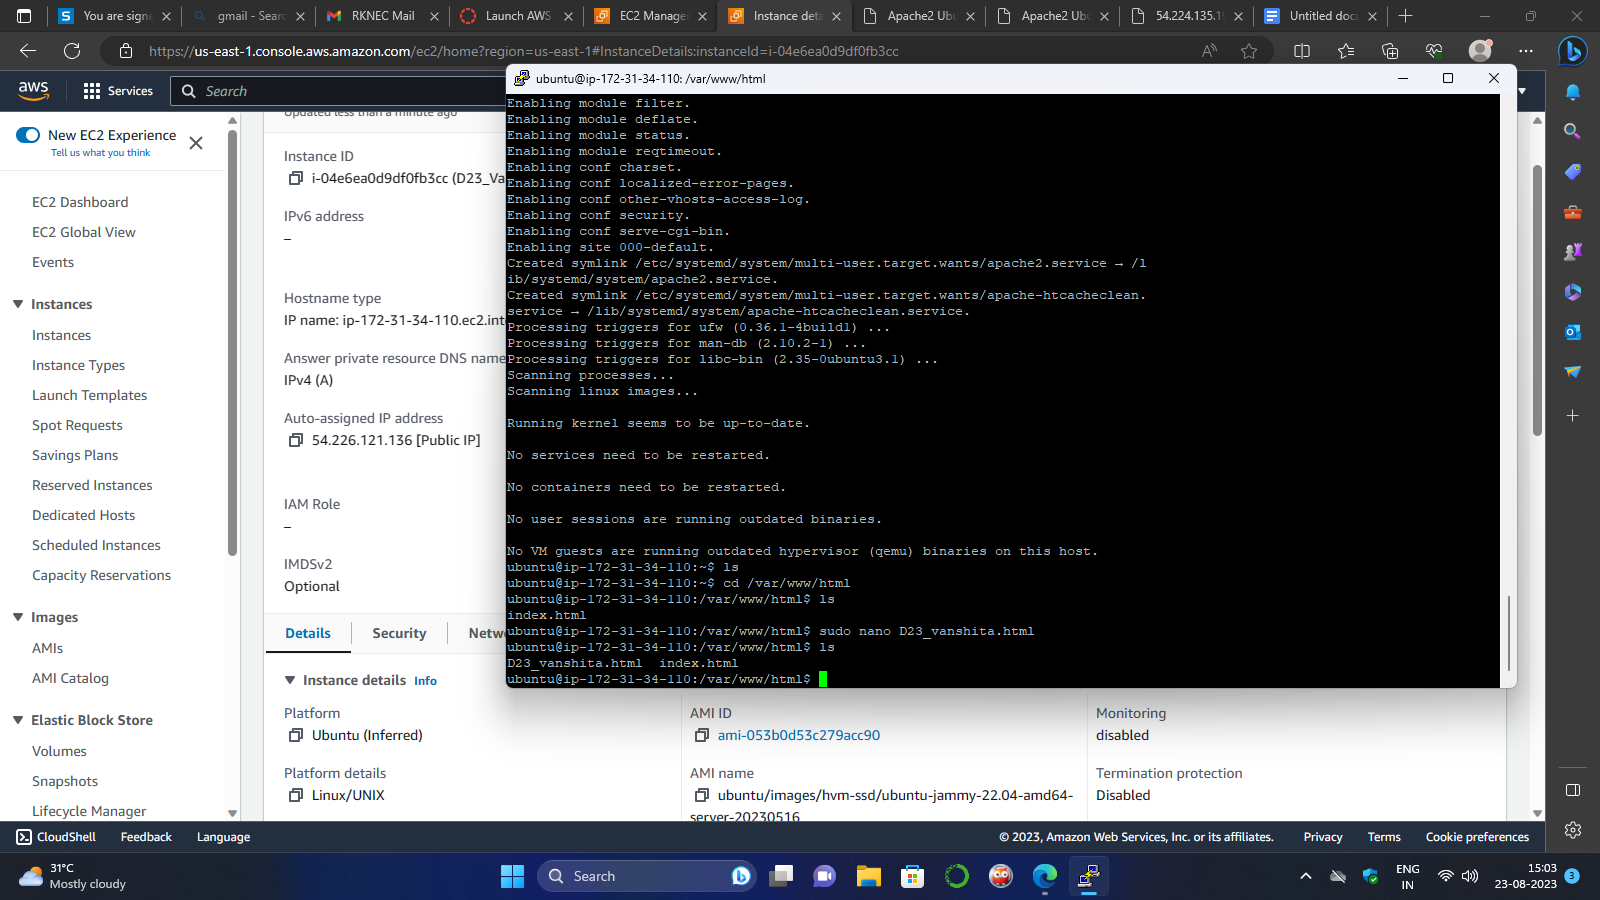 You are signe
gmail - Searc
RKNEC Mail
Launch AWS
EC2 Manage
Instance deta
Apache2 Ubu
Apache2 Ubu
54.224.135.19
Untitled docu
https://us-east-1.console.aws.amazon.com/ec2/home?region=us-east-1#InstanceDetails:instanceId=i-04e6ea0d9df0fb3cc
aws
Services
Search
New EC2 Experience
Tell us what you think
EC2 Dashboard
EC2 Global View
Events
Instances
Instances
Instance Types
Launch Templates
Spot Requests
Savings Plans
Reserved Instances
Dedicated Hosts
Scheduled Instances
Capacity Reservations
Images
AMIs
AMI Catalog
Elastic Block Store
Volumes
Snapshots
Lifecycle Manager
Updated less than a minute ago
Instance ID
i-04e6ea0d9df0fb3cc (D23_Va
IPv6 address
–
Hostname type
IP name: ip-172-31-34-110.ec2.int
Answer private resource DNS name
IPv4 (A)
Auto-assigned IP address
54.226.121.136 [Public IP]
IAM Role
–
IMDSv2
Optional
Details
Security
Netw
Instance details Info
Platform
Ubuntu (Inferred)
Platform details
Linux/UNIX
AMI ID
ami-053b0d53c279acc90
AMI name
ubuntu/images/hvm-ssd/ubuntu-jammy-22.04-amd64-
server-20230516
Monitoring
disabled
Termination protection
Disabled
ubuntu@ip-172-31-34-110: /var/www/html
Enabling module filter.
Enabling module deflate.
Enabling module status.
Enabling module reqtimeout.
Enabling conf charset.
Enabling conf localized-error-pages.
Enabling conf other-vhosts-access-log.
Enabling conf security.
Enabling conf serve-cgi-bin.
Enabling site 000-default.
Created symlink /etc/systemd/system/multi-user.target.wants/apache2.service → /l
ib/systemd/system/apache2.service.
Created symlink /etc/systemd/system/multi-user.target.wants/apache-htcacheclean.
service → /lib/systemd/system/apache-htcacheclean.service.
Processing triggers for ufw (0.36.1-4build1) ...
Processing triggers for man-db (2.10.2-1) ...
Processing triggers for libc-bin (2.35-0ubuntu3.1) ...
Scanning processes...
Scanning linux images...
Running kernel seems to be up-to-date.
No services need to be restarted.
No containers need to be restarted.
No user sessions are running outdated binaries.
No VM guests are running outdated hypervisor (qemu) binaries on this host.
ubuntu@ip-172-31-34-110:~$ ls
ubuntu@ip-172-31-34-110:~$ cd /var/www/html
ubuntu@ip-172-31-34-110:/var/www/html$ ls
index.html
ubuntu@ip-172-31-34-110:/var/www/html$ sudo nano D23_vanshita.html
ubuntu@ip-172-31-34-110:/var/www/html$ ls
D23_vanshita.html  index.html
ubuntu@ip-172-31-34-110:/var/www/html$
CloudShell
Feedback
Language
© 2023, Amazon Web Services, Inc. or its affiliates.
Privacy
Terms
Cookie preferences
31°C
Mostly cloudy
Search
ENG
IN
15:03
23-08-2023
3